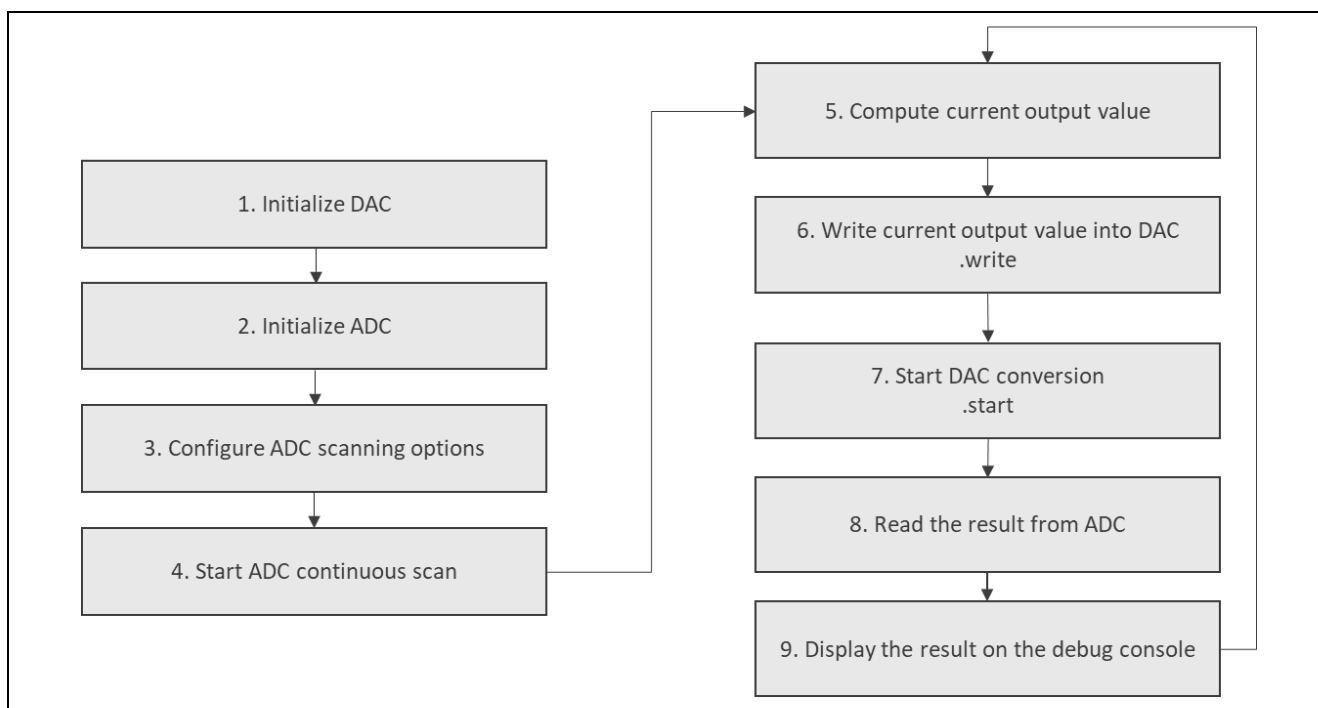 1. Initialize DAC
2. Initialize ADC
3. Configure ADC scanning options
4. Start ADC continuous scan
5. Compute current output value
6. Write current output value into DAC
.write
7. Start DAC conversion
.start
8. Read the result from ADC
9. Display the result on the debug console